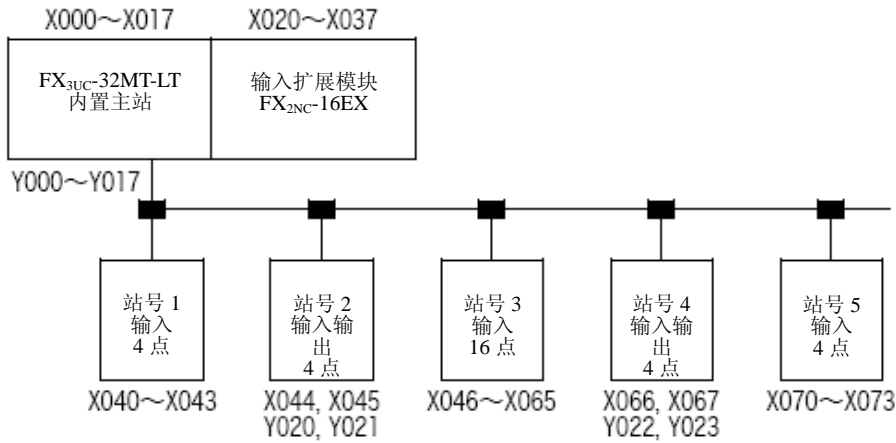 X000～X017
X020～X037
FX3UC-32MT-LT
内置主站
输入扩展模块
FX2NC-16EX
Y000～Y017
站号 1
输入
4 点
站号 2
输入输
出
4 点
站号 3
输入
16 点
站号 4
输入输
出
4 点
站号 5
输入
4 点
X040～X043
X044, X045
Y020, Y021
X046～X065
X066, X067
Y022, Y023
X070～X073